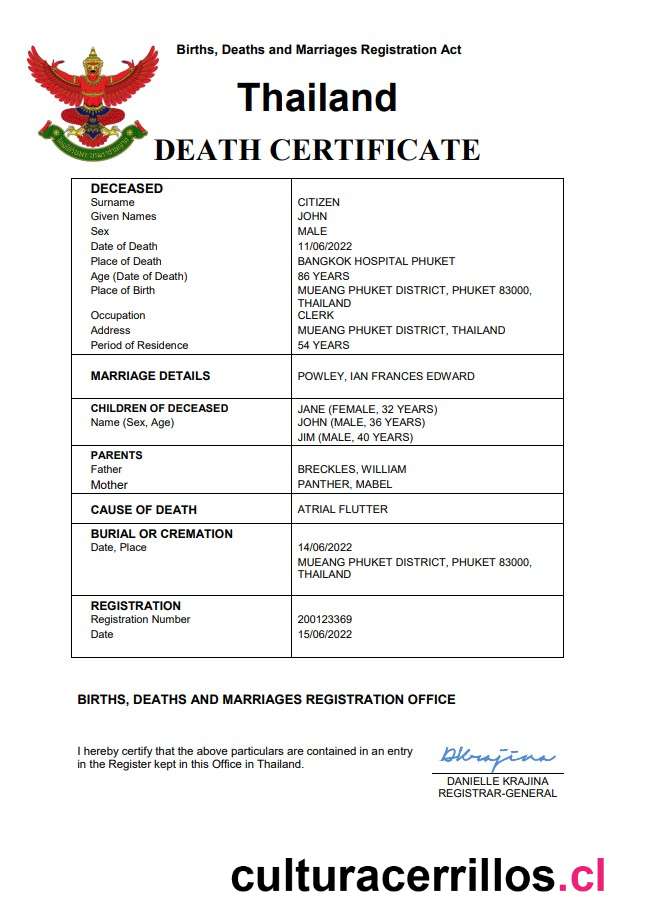 Births, Deaths and Marriages Registration Act
Thailand
DEATH CERTIFICATE
DECEASED
Surname CITIZEN
Given Names JOHN
Sex MALE
Date of Death 11/06/2022
Place of Death BANGKOK HOSPITAL PHUKET
Age (Date of Death) 86 YEARS
Place of Birth MUEANG PHUKET DISTRICT, PHUKET 83000,
THAILAND
Occupation CLERK
Address MUEANG PHUKET DISTRICT, THAILAND
Period of Residence 54 YEARS
MARRIAGE DETAILS POWLEY, IAN FRANCES EDWARD
CHILDREN OF DECEASED JANE (FEMALE, 32 YEARS)
Name (Sex, Age) JOHN (MALE, 36 YEARS)
JIM (MALE, 40 YEARS)
PARENTS
Father BRECKLES, WILLIAM
Mother PANTHER, MABEL
CAUSE OF DEATH ATRIAL FLUTTER
BURIAL OR CREMATION
Date, Place 14/06/2022
MUEANG PHUKET DISTRICT, PHUKET 83000,
THAILAND
REGISTRATION
Registration Number 200123369
Date 15/06/2022
BIRTHS, DEATHS AND MARRIAGES REGISTRATION OFFICE
I hereby certify that the above particulars are contained in an entry
in the Register kept in this Office in Thailand.
DKrajina
DANIELLE KRAJINA
REGISTRAR-GENERAL
culturacerrillos.cl